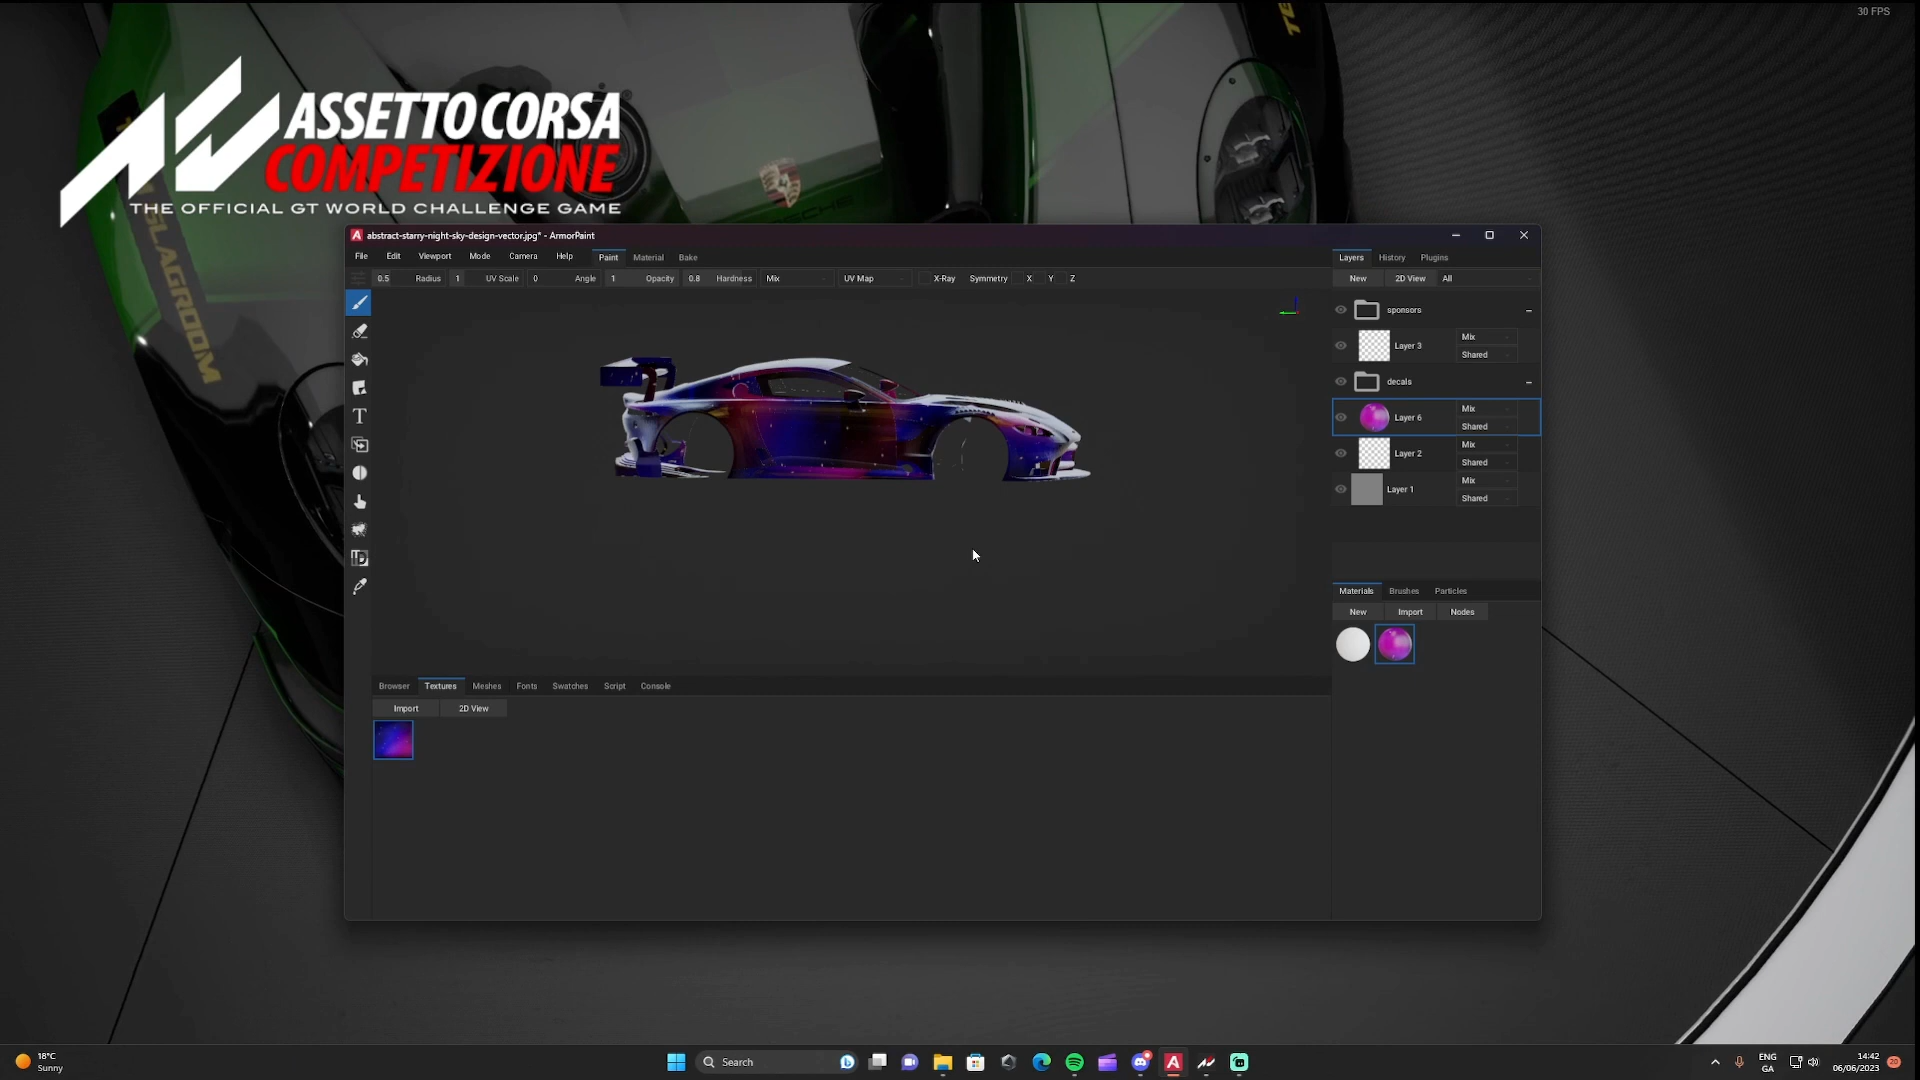 30 FPS
ASSETTO CORSA
COMPETIZIONE
THE OFFICIAL GT WORLD CHALLENGE GAME
SLAGROOM
PORSCHE
abstract-starry-night-sky-design-vector.jpg* - ArmorPaint
File Edit Viewport Mode Camera Help Paint Material Bake
0.5 Radius 1 UV Scale 0 Angle 1 Opacity 0.8 Hardness Mix UV Map X-Ray Symmetry X Y Z
Layers History Plugins
New 2D View All
sponsors
Layer 3 Mix
Shared
decals
Layer 6 Mix
Shared
Layer 2 Mix
Shared
Layer 1 Mix
Shared
Materials Brushes Particles
New Import Nodes
Browser Textures Meshes Fonts Swatches Script Console
Import 2D View
18°C
Sunny
Search
ENG
GA
14:42
06/06/2023
20